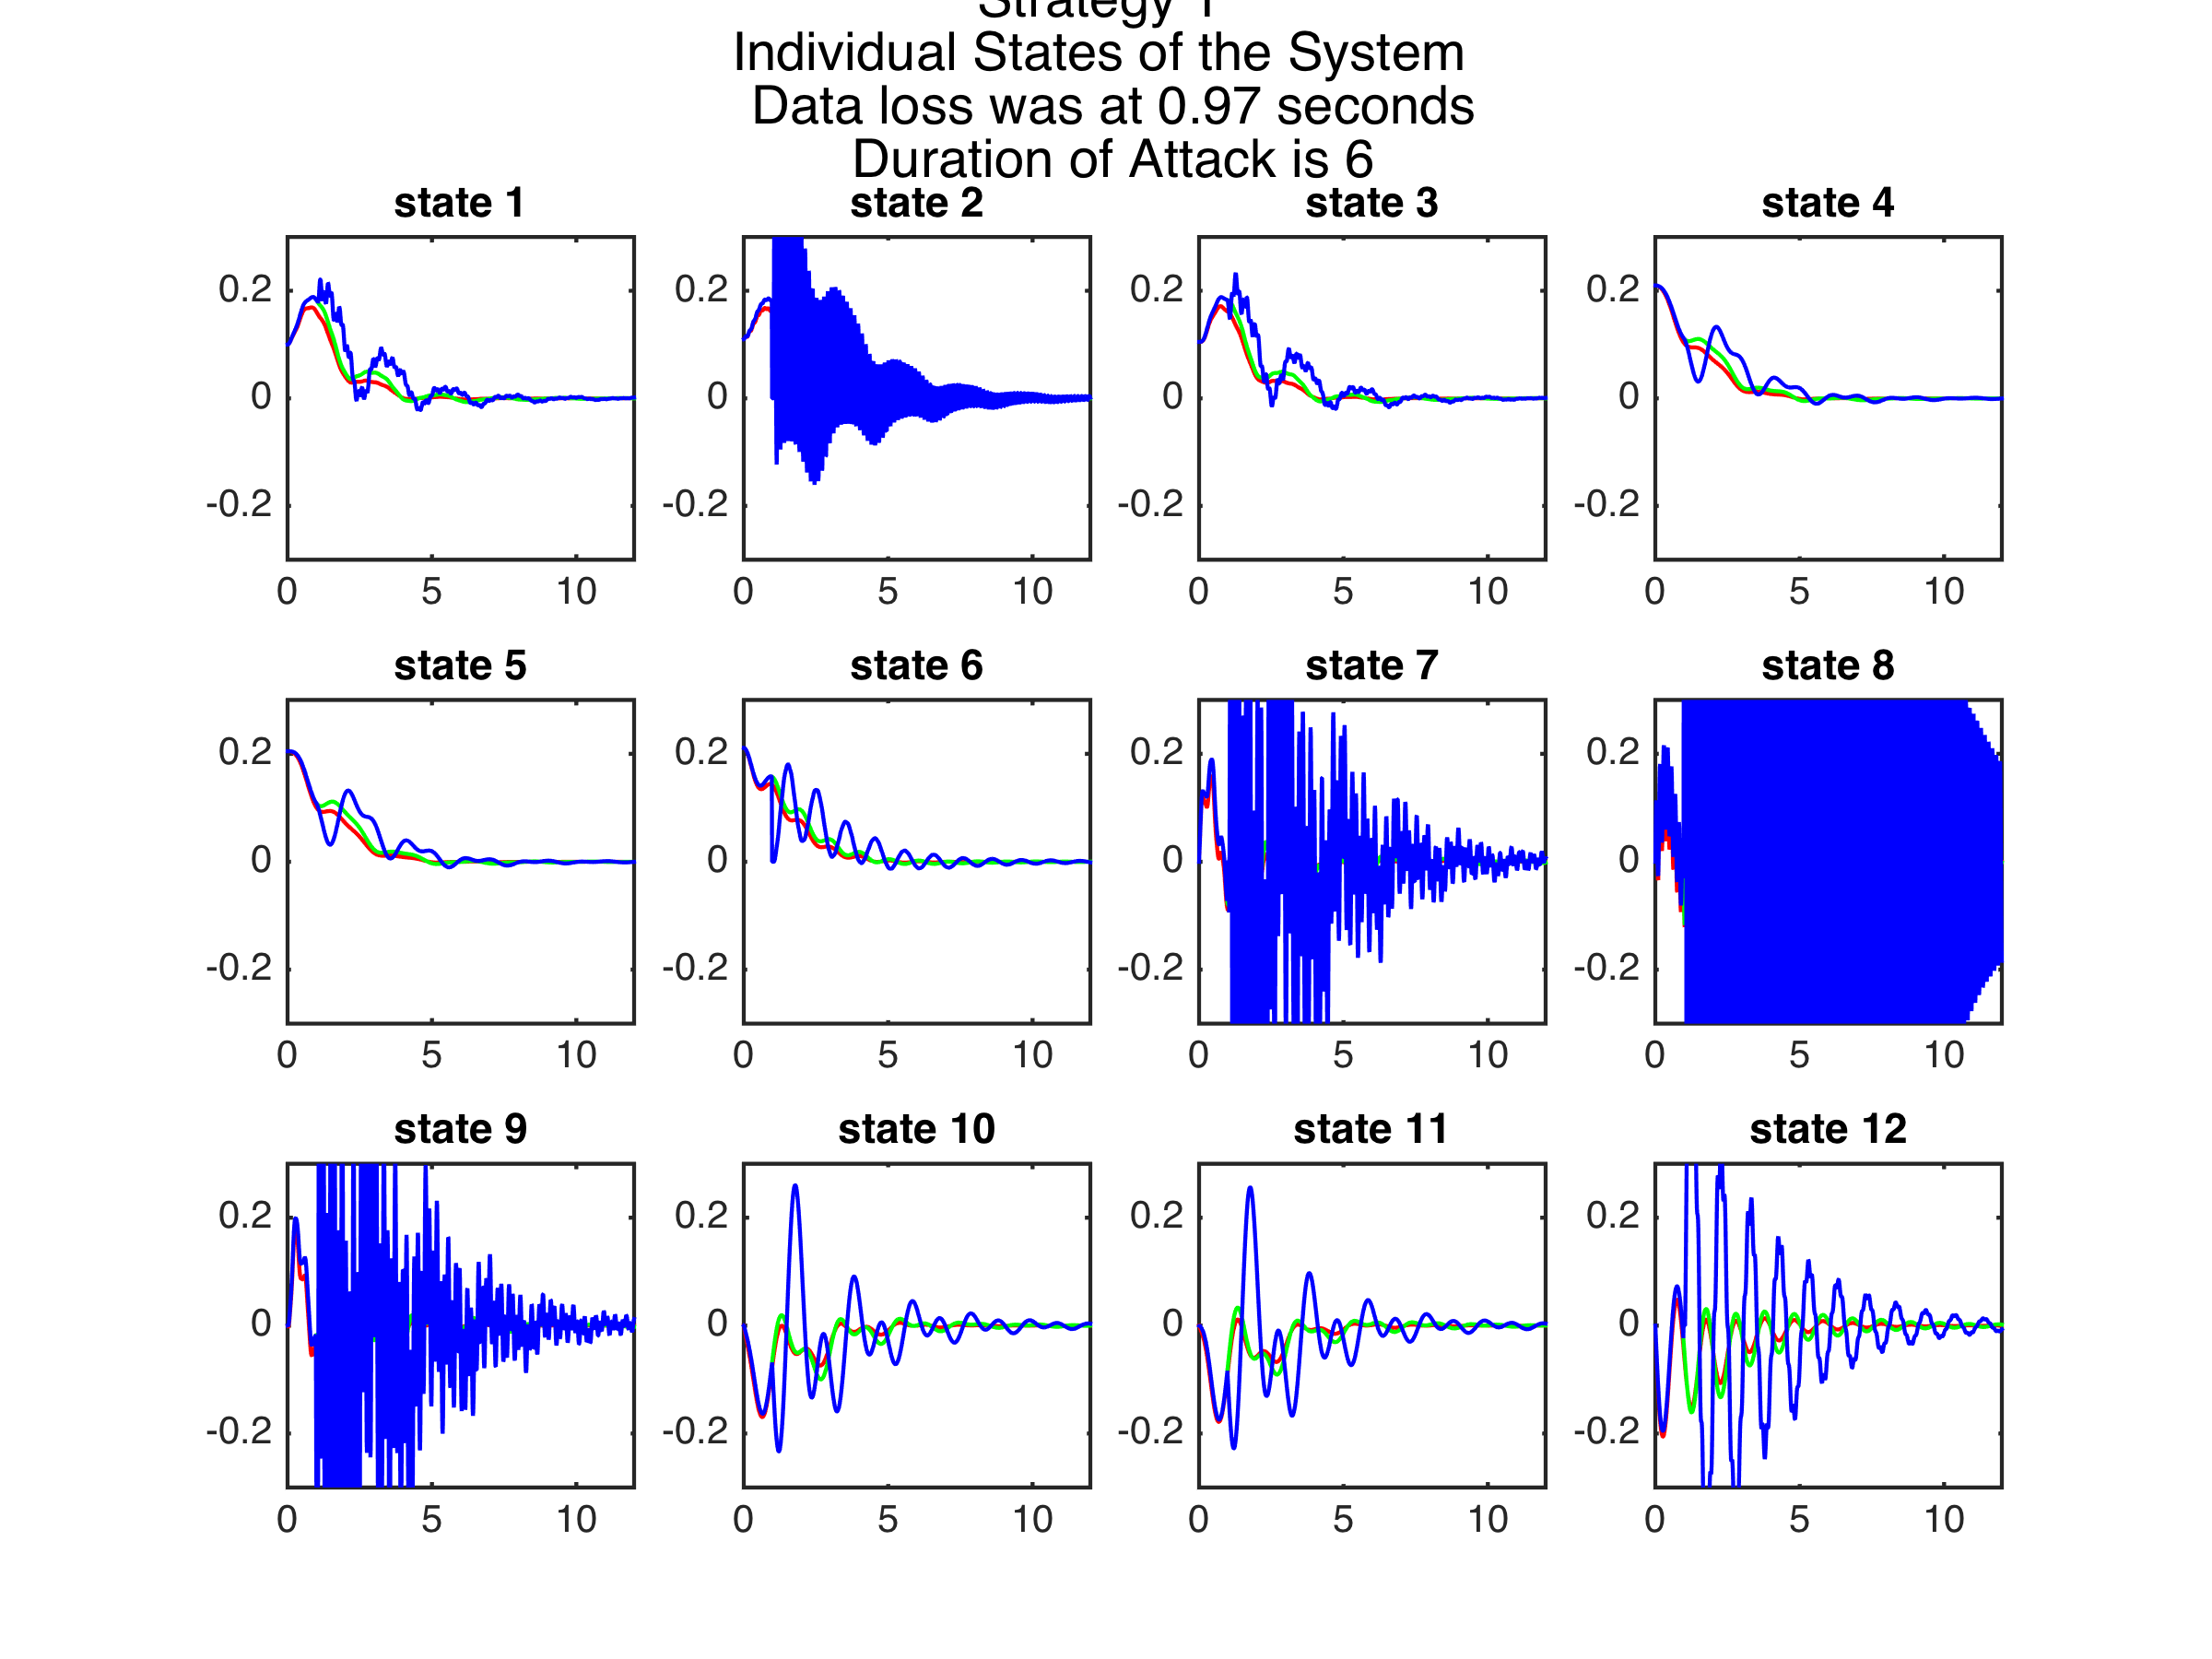 Strategy 1
Individual States of the System
Data loss was at 0.97 seconds
Duration of Attack is 6
state 1 state 2 state 3 state 4
0.2 0.2 0.2 0.2
0 0 0 0
-0.2 -0.2 -0.2 -0.2
0 5 10 0 5 10 0 5 10 0 5 10
state 5 state 6 state 7 state 8
0.2 0.2 0.2 0.2
0 0 0 0
-0.2 -0.2 -0.2 -0.2
0 5 10 0 5 10 0 5 10 0 5 10
state 9 state 10 state 11 state 12
0.2 0.2 0.2 0.2
0 0 0 0
-0.2 -0.2 -0.2 -0.2
0 5 10 0 5 10 0 5 10 0 5 10